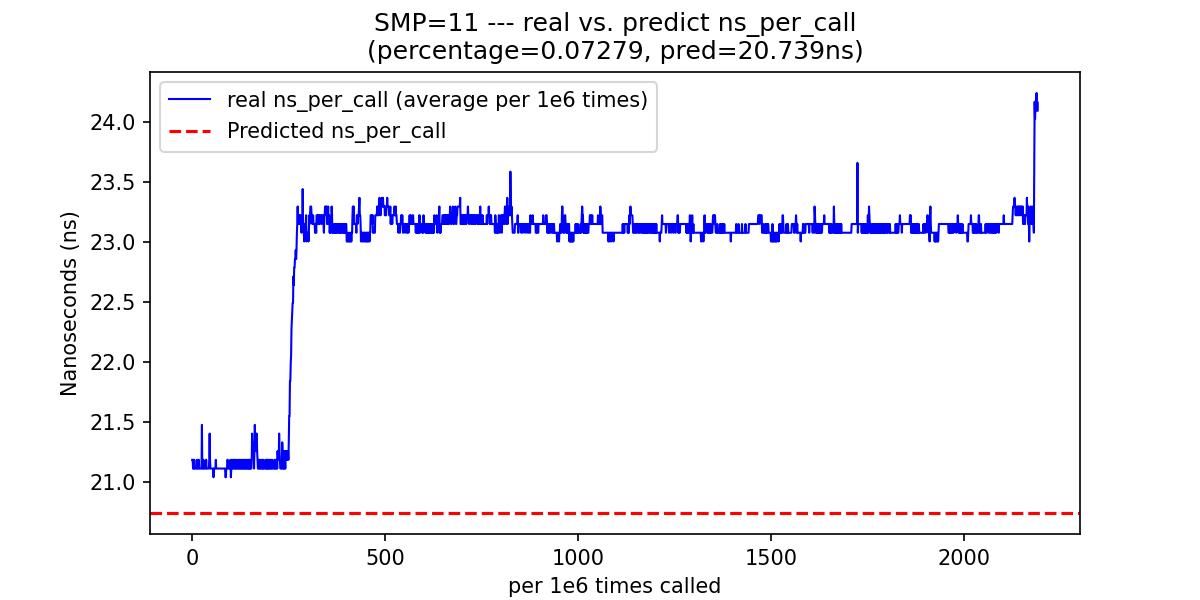 SMP=11 --- real vs. predict ns_per_call
(percentage=0.07279, pred=20.739ns)
real ns_per_call (average per 1e6 times)
Predicted ns_per_call
Nanoseconds (ns)
24.0
23.5
23.0
22.5
22.0
21.5
21.0
0 500 1000 1500 2000
per 1e6 times called